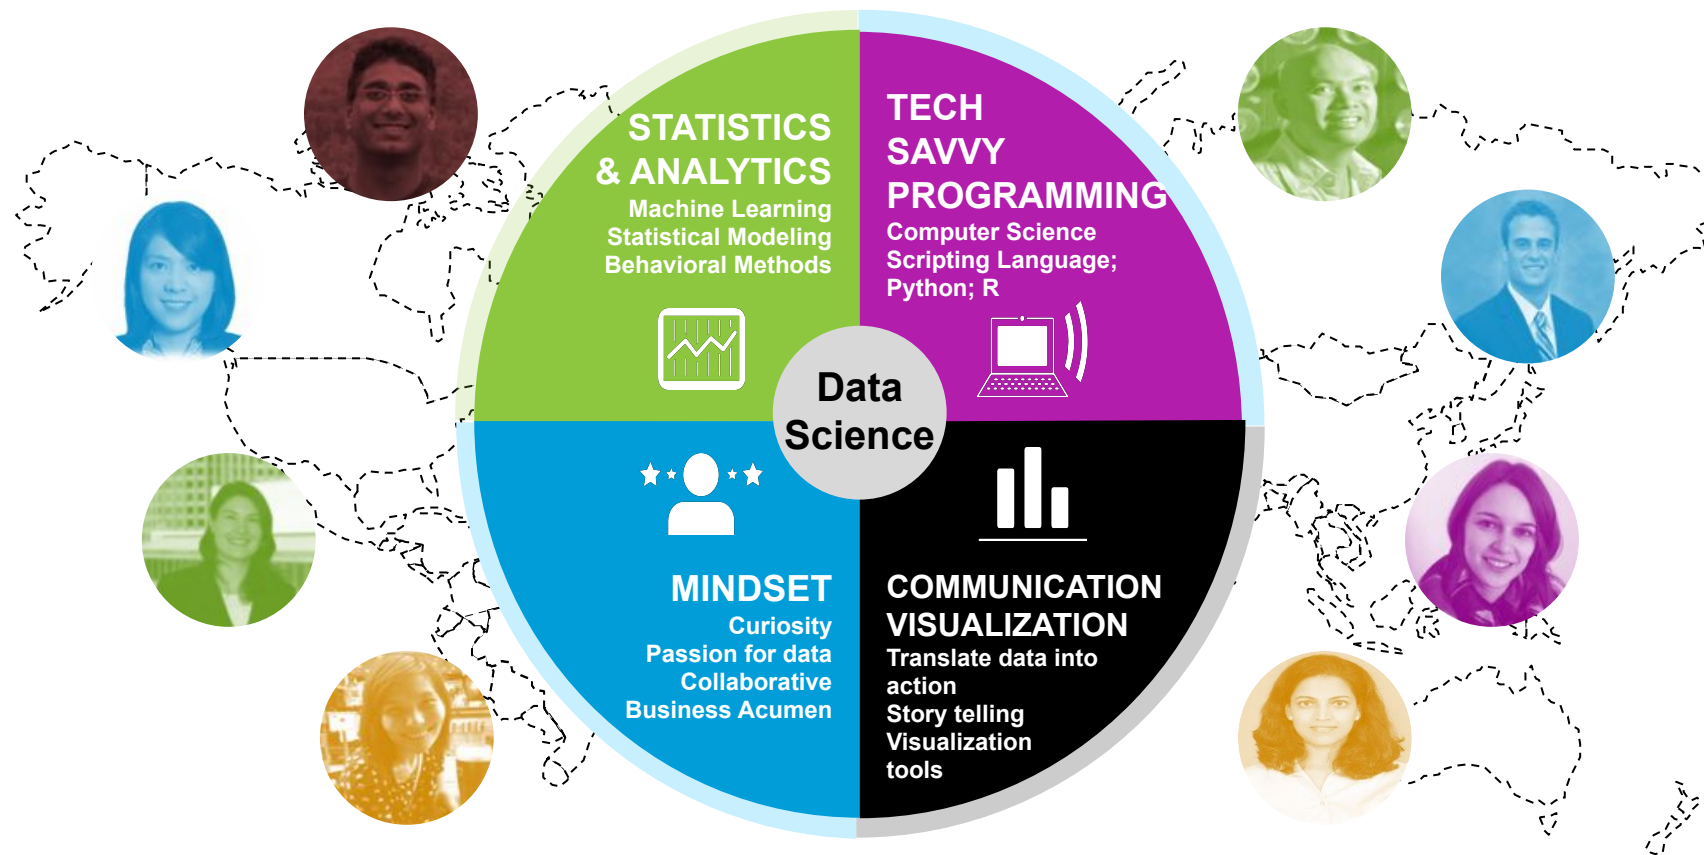 STATISTICS
& ANALYTICS
Machine Learning
Statistical Modeling
Behavioral Methods
TECH
SAVVY
PROGRAMMING
Computer Science
Scripting Language;
Python; R
Data
Science
MINDSET
Curiosity
Passion for data
Collaborative
Business Acumen
COMMUNICATION
VISUALIZATION
Translate data into
action
Story telling
Visualization
tools